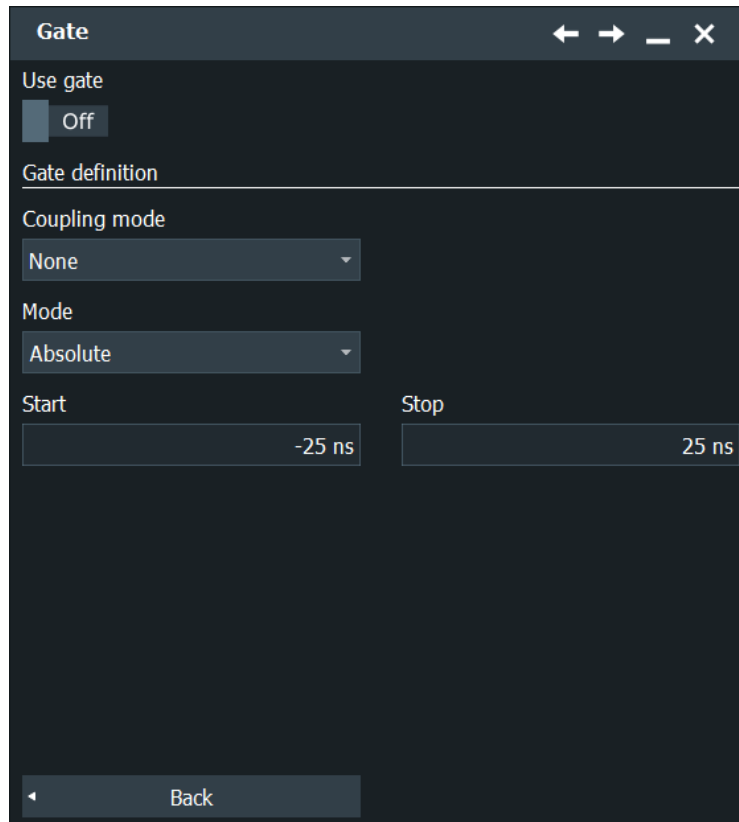 Gate
Use gate
Off
Gate definition
Coupling mode
None
Mode
Absolute
Start Stop
-25 ns 25 ns
Back